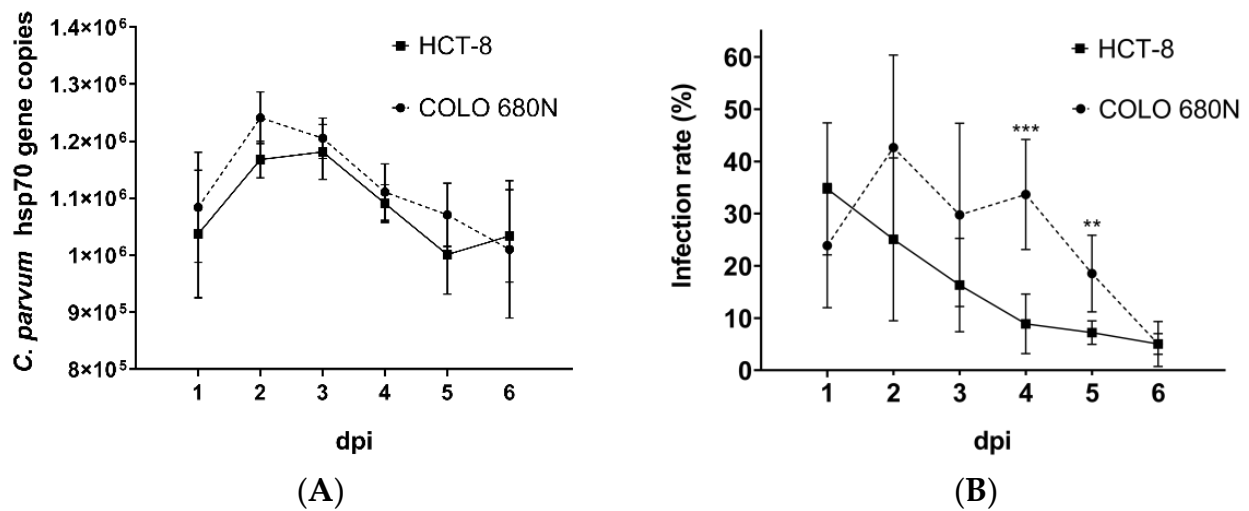 C. parvum hsp70 gene copies
1.4×10⁶
1.3×10⁶
1.2×10⁶
1.1×10⁶
1×10⁶
9×10⁵
8×10⁵
HCT-8
COLO 680N
1 2 3 4 5 6
dpi
(A)
Infection rate (%)
60
50
40
30
20
10
0
HCT-8
COLO 680N
***
**
1 2 3 4 5 6
dpi
(B)